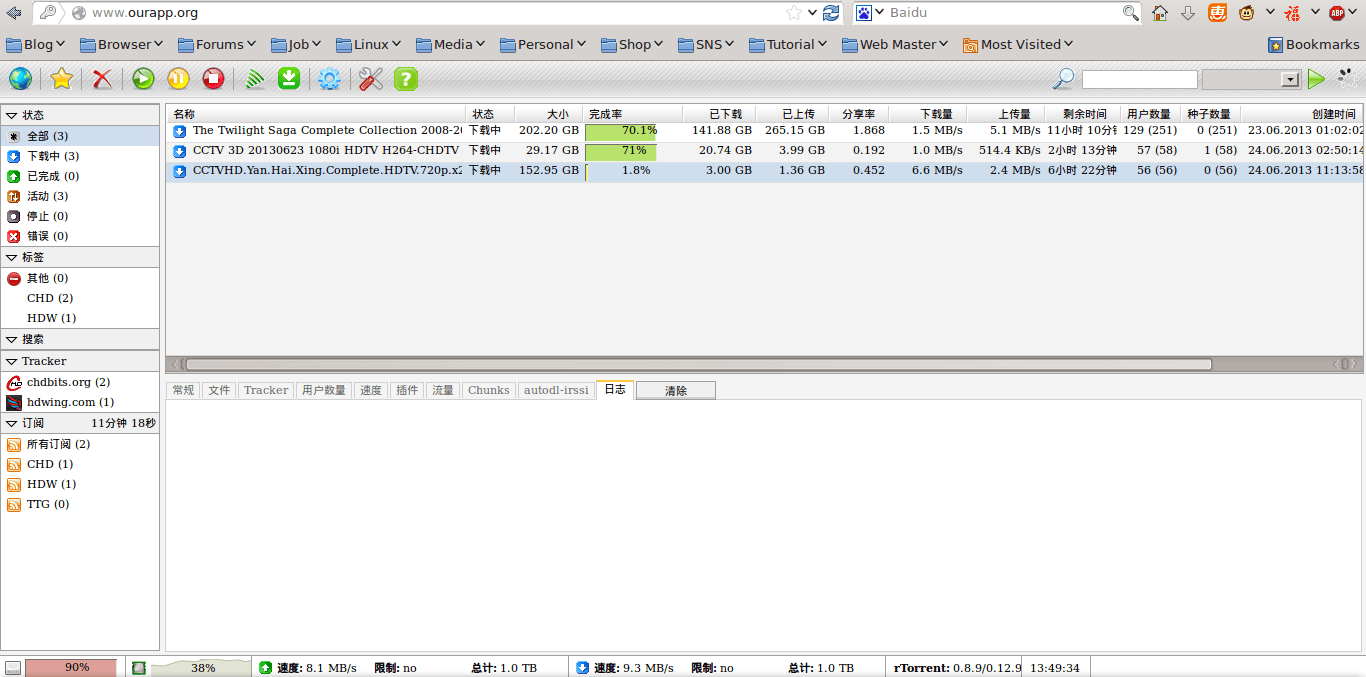 www.ourapp.org Baidu
Blog Browser Forums Job Linux Media Personal Shop SNS Tutorial Web Master Most Visited Bookmarks
状态
全部 (3)
下载中 (3)
已完成 (0)
活动 (3)
停止 (0)
错误 (0)
标签
其他 (0)
CHD (2)
HDW (1)
搜索
Tracker
chdbits.org (2)
hdwing.com (1)
订阅 11分钟 18秒
所有订阅 (2)
CHD (1)
HDW (1)
TTG (0)
名称 状态 大小 完成率 已下载 已上传 分享率 下载量 上传量 剩余时间 用户数量 种子数量 创建时间
The Twilight Saga Complete Collection 2008-20 下载中 202.20 GB 70.1% 141.88 GB 265.15 GB 1.868 1.5 MB/s 5.1 MB/s 11小时 10分钟 129 (251) 0 (251) 23.06.2013 01:02:02
CCTV 3D 20130623 1080i HDTV H264-CHDTV 下载中 29.17 GB 71% 20.74 GB 3.99 GB 0.192 1.0 MB/s 514.4 KB/s 2小时 13分钟 57 (58) 1 (58) 24.06.2013 02:50:14
CCTVHD.Yan.Hai.Xing.Complete.HDTV.720p.x2 下载中 152.95 GB 1.8% 3.00 GB 1.36 GB 0.452 6.6 MB/s 2.4 MB/s 6小时 22分钟 56 (56) 0 (56) 24.06.2013 11:13:58
常规 文件 Tracker 用户数量 速度 插件 流量 Chunks autodl-irssi 日志 清除
90% 38% 速度: 8.1 MB/s 限制: no 总计: 1.0 TB 速度: 9.3 MB/s 限制: no 总计: 1.0 TB rTorrent: 0.8.9/0.12.9 13:49:34